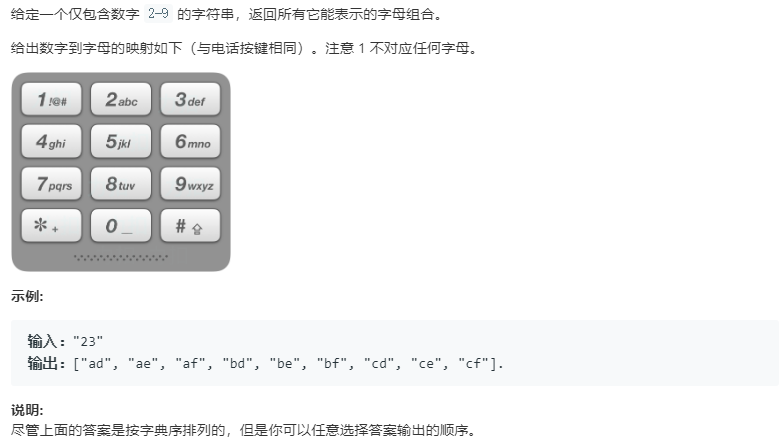 给定一个仅包含数字 2-9 的字符串，返回所有它能表示的字母组合。
给出数字到字母的映射如下（与电话按键相同）。注意 1 不对应任何字母。
1 !@# 2 abc 3 def
4 ghi 5 jkl 6 mno
7 pqrs 8 tuv 9 wxyz
* + 0 _ #
示例:
输入："23"
输出：["ad", "ae", "af", "bd", "be", "bf", "cd", "ce", "cf"].
说明:
尽管上面的答案是按字典序排列的，但是你可以任意选择答案输出的顺序。